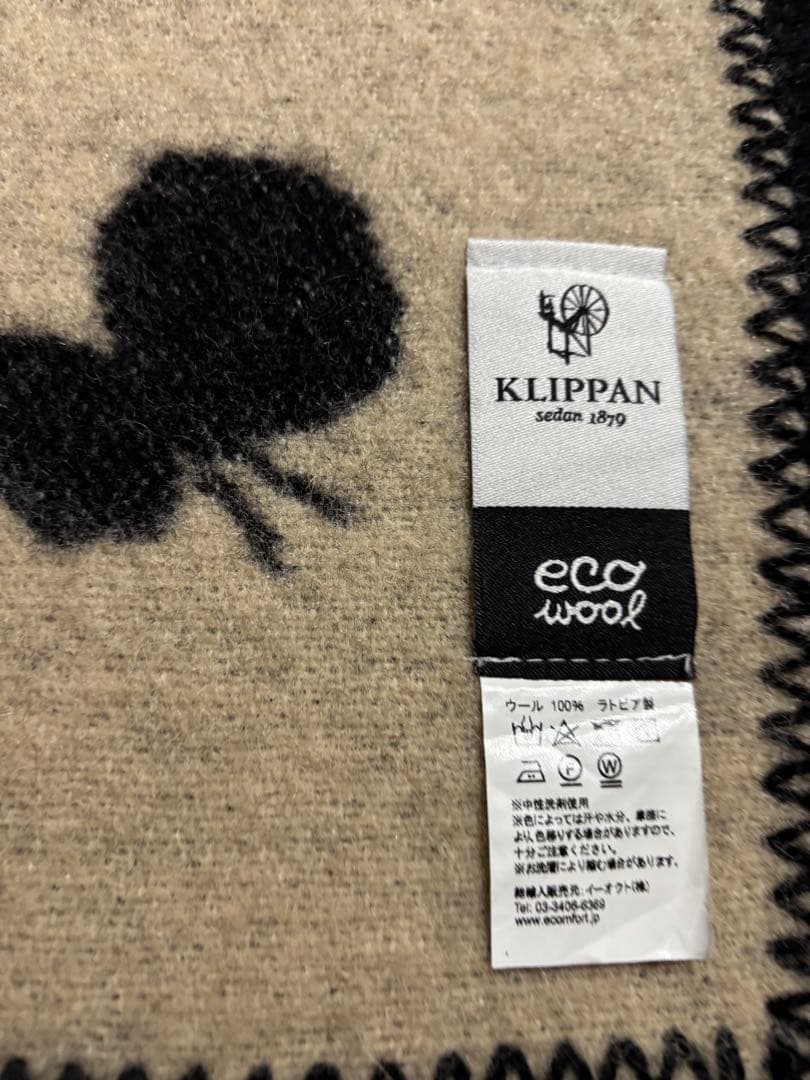 KLIPPAN
sedan 1879
eco
wool
ウール 100% ラトビア製
F W
※中性洗剤使用
※色によっては汗や水分、摩擦に
より、色移りする場合がありますので、
十分ご注意ください。
※お洗濯により縮む場合があります。
総輸入販売元:イーオクト(株)
Tel: 03-3406-6369
www.ecomfort.jp